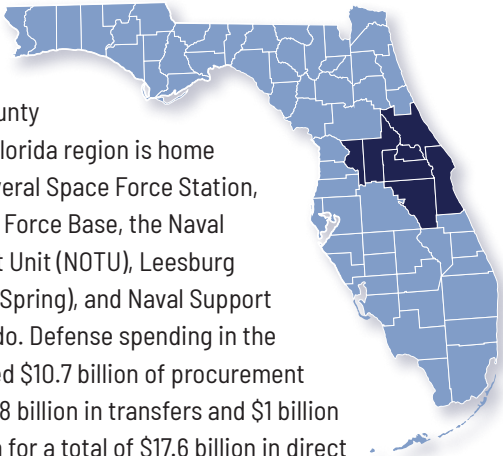 unty
lorida region is home
veral Space Force Station,
Force Base, the Naval
t Unit (NOTU), Leesburg
Spring), and Naval Support
do. Defense spending in the
ed $10.7 billion of procurement
8 billion in transfers and $1 billion
for a total of $17.6 billion in direct